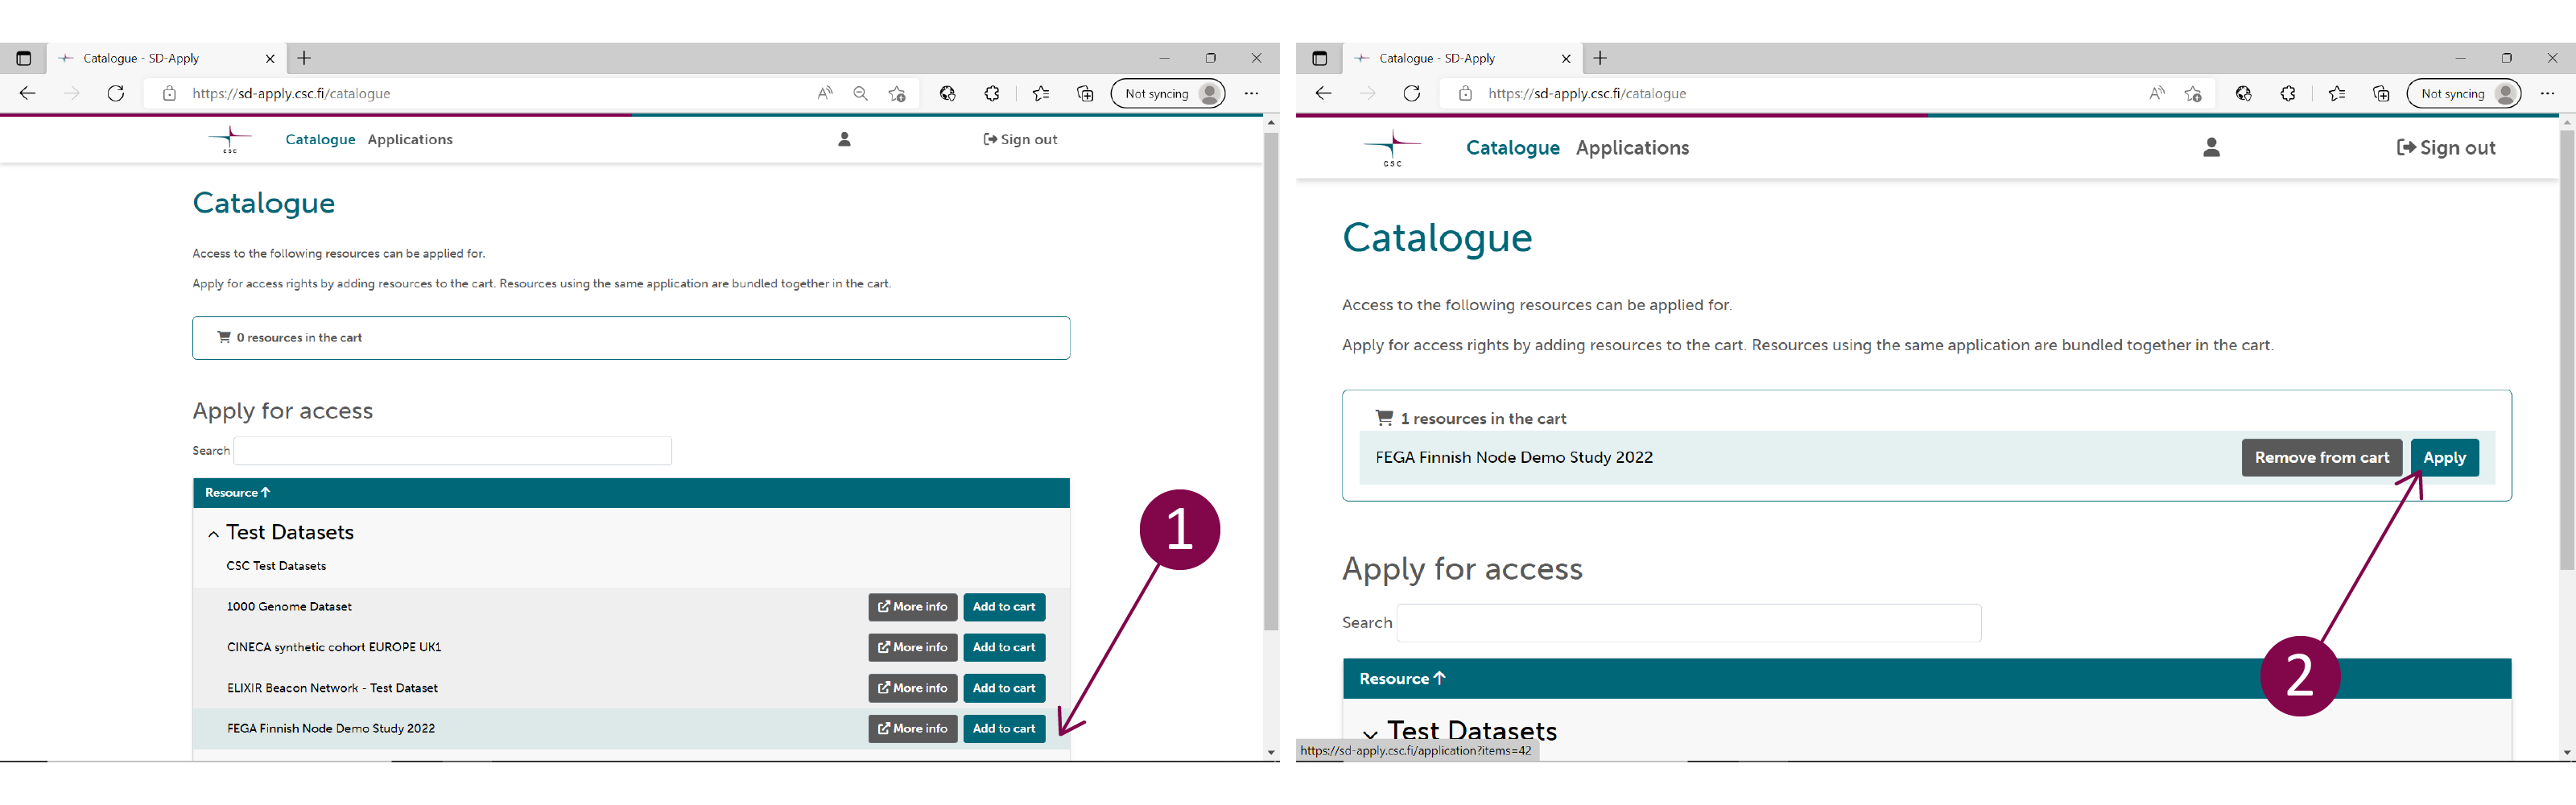 Catalogue - SD-Apply
https://sd-apply.csc.fi/catalogue
Not syncing
CSC
Catalogue Applications
Sign out
Catalogue
Access to the following resources can be applied for.
Apply for access rights by adding resources to the cart. Resources using the same application are bundled together in the cart.
0 resources in the cart
Apply for access
Search
Resource↑
Test Datasets
CSC Test Datasets
1000 Genome Dataset More info Add to cart
CINECA synthetic cohort EUROPE UK1 More info Add to cart
ELIXIR Beacon Network - Test Dataset More info Add to cart
FEGA Finnish Node Demo Study 2022 More info Add to cart
1
Catalogue - SD-Apply
https://sd-apply.csc.fi/catalogue
Not syncing
CSC
Catalogue Applications
Sign out
Catalogue
Access to the following resources can be applied for.
Apply for access rights by adding resources to the cart. Resources using the same application are bundled together in the cart.
1 resources in the cart
FEGA Finnish Node Demo Study 2022 Remove from cart Apply
Apply for access
Search
2
Resource↑
Test Datasets
https://sd-apply.csc.fi/application?items=42